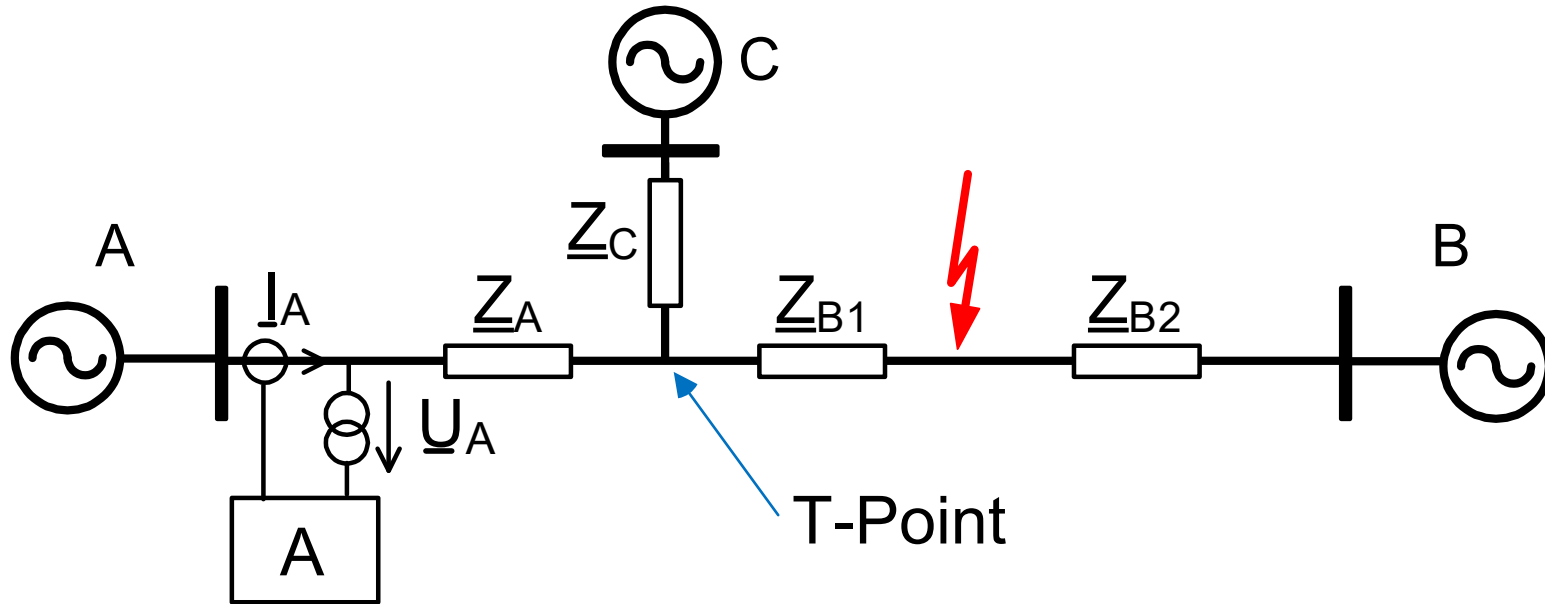 C
Z_C
A
I_A
Z_A
Z_B1
Z_B2
B
U_A
T-Point
A